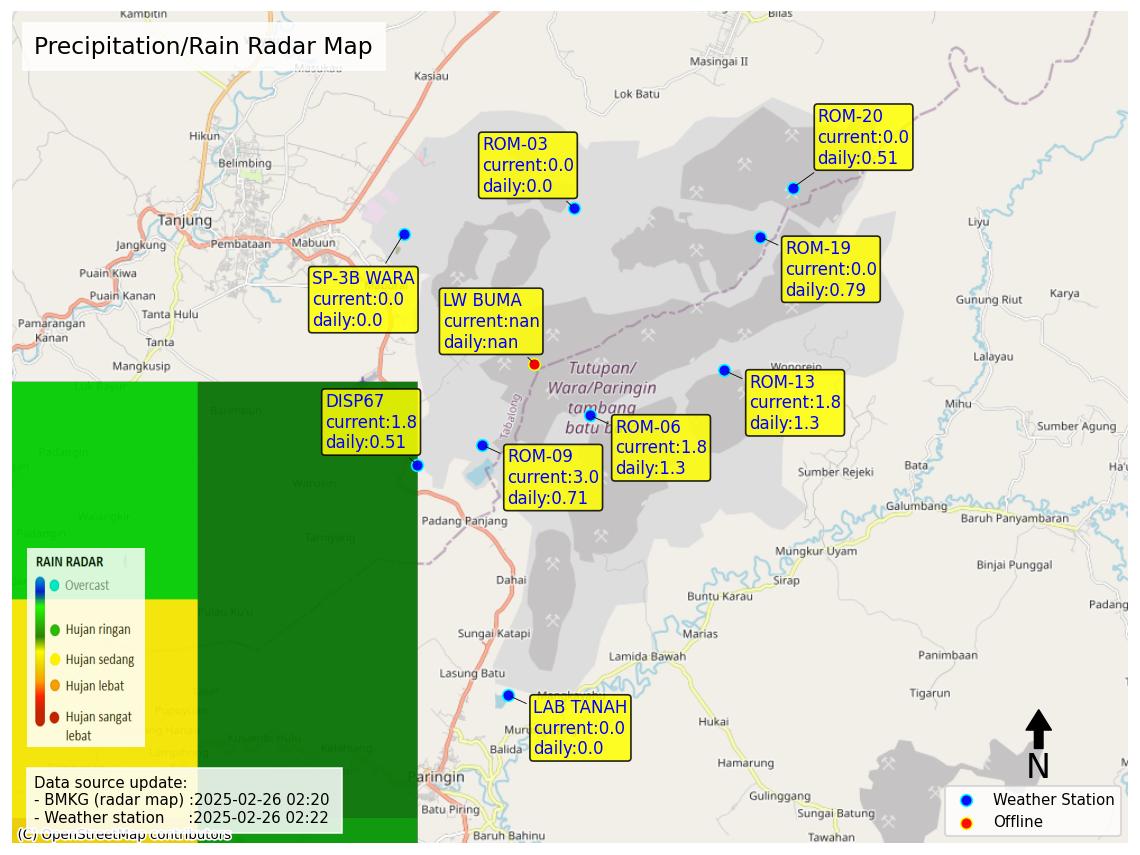 Precipitation/Rain Radar Map
Kambitin
Bilas
Masukau
Kasiau
Masingai II
Lok Batu
Hikun
Belimbing
ROM-03
current:0.0
daily:0.0
ROM-20
current:0.0
daily:0.51
Tanjung
Jangkung
Pembataan
Mabuun
Liyu
Puain Kiwa
Puain Kanan
SP-3B WARA
current:0.0
daily:0.0
ROM-19
current:0.0
daily:0.79
LW BUMA
current:nan
daily:nan
Gunung Riut
Karya
Tanta Hulu
Pamarangan
Kanan
Tanta
Mangkusip
Lalayau
Wonorejo
Tutupan/
Wara/Paringin
tambang
batu b
Tabalong
ROM-13
current:1.8
daily:1.3
DISP67
current:1.8
daily:0.51
ROM-06
current:1.8
daily:1.3
ROM-09
current:3.0
daily:0.71
Mihu
Sumber Agung
Bata
Ha'u
Sumber Rejeki
Galumbang
Baruh Panyambaran
Padang Panjang
Mungkur Uyam
Binjai Punggal
Dahai
Sirap
Buntu Karau
Padang
Sungai Katapi
Marias
Lamida Bawah
Panimbaan
Lasung Batu
Tigarun
LAB TANAH
current:0.0
daily:0.0
Muru
Balida
Hukai
Hamarung
Paringin
Gulinggang
Batu Piring
Sungai Batung
Baruh Bahinu
Tawahan
RAIN RADAR
Overcast
Hujan ringan
Hujan sedang
Hujan lebat
Hujan sangat
lebat
Data source update:
- BMKG (radar map) :2025-02-26 02:20
- Weather station :2025-02-26 02:22
(C) OpenStreetMap contributors
N
Weather Station
Offline